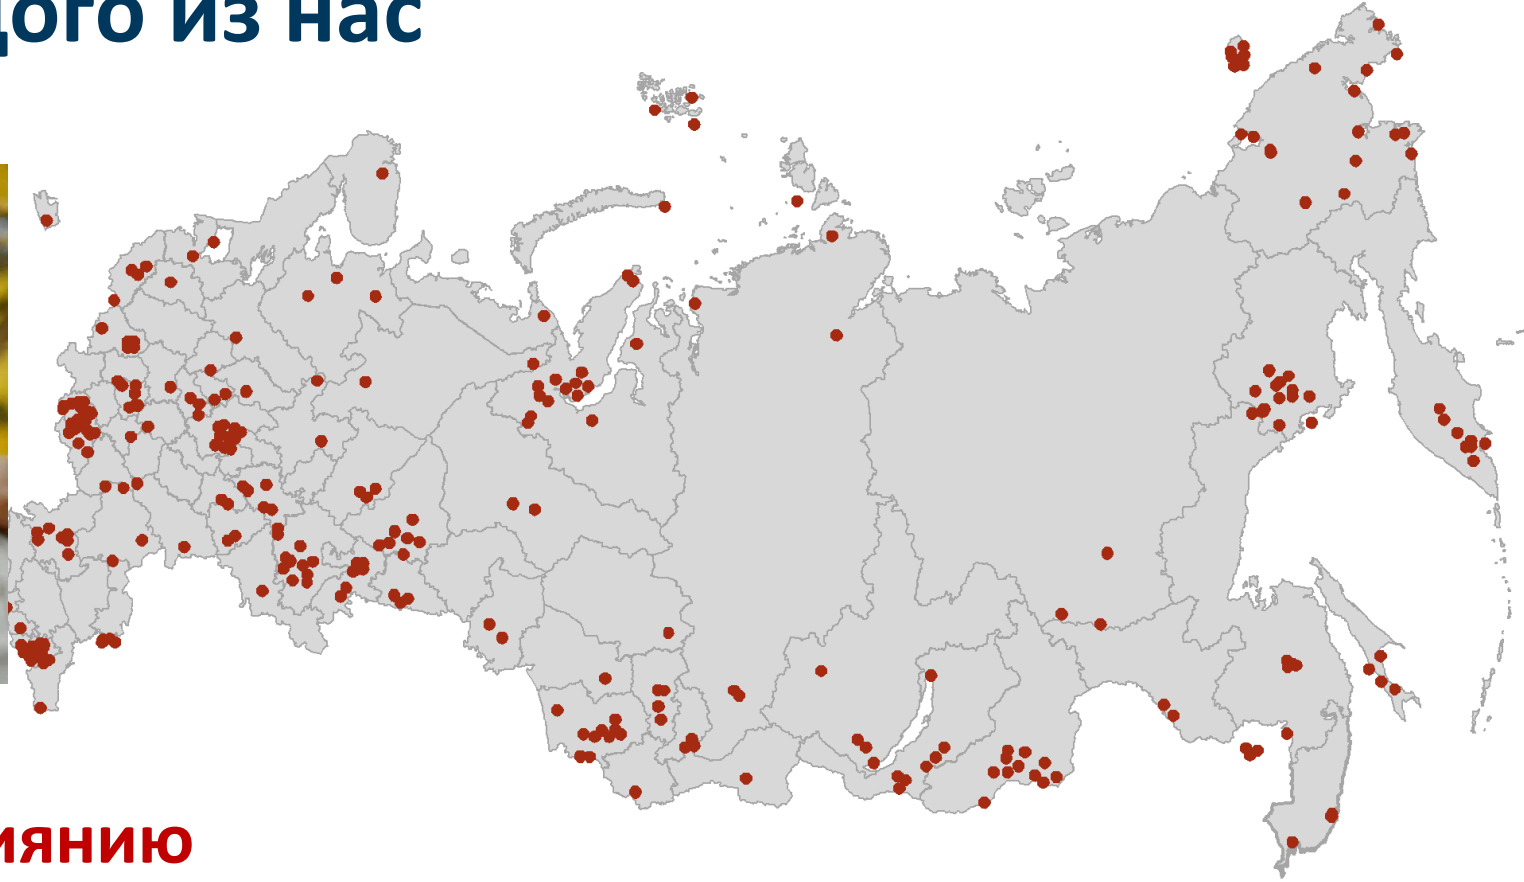 дого из нас
иянию